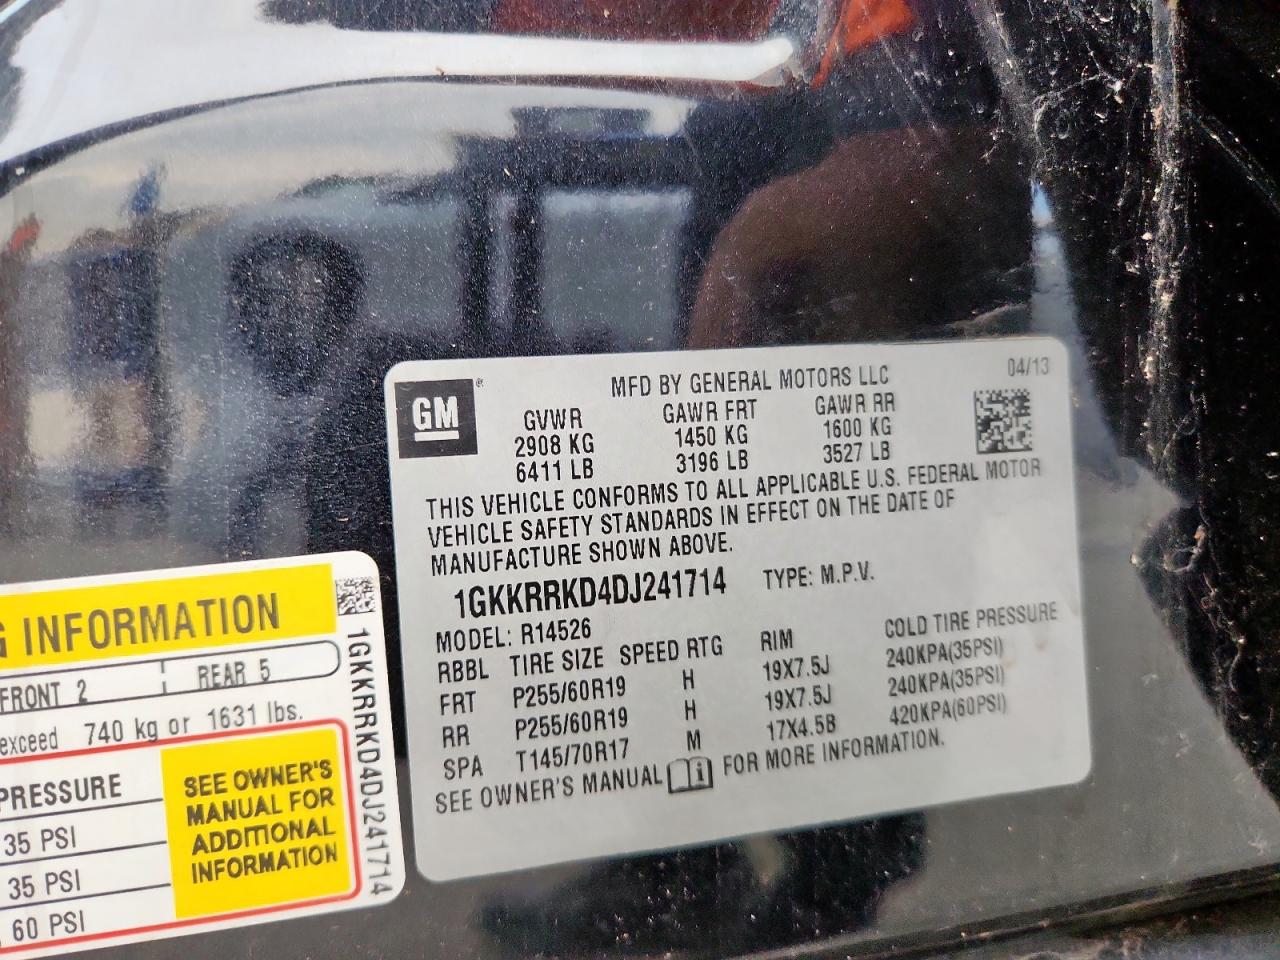 GM®
MFD BY GENERAL MOTORS LLC
04/13
GVWR GAWR FRT GAWR RR
2908 KG 1450 KG 1600 KG
6411 LB 3196 LB 3527 LB
THIS VEHICLE CONFORMS TO ALL APPLICABLE U.S. FEDERAL MOTOR
VEHICLE SAFETY STANDARDS IN EFFECT ON THE DATE OF
MANUFACTURE SHOWN ABOVE.
1GKKRRKD4DJ241714 TYPE: M.P.V.
MODEL: R14526
RBBL TIRE SIZE SPEED RTG RIM COLD TIRE PRESSURE
FRT P255/60R19 H 19X7.5J 240KPA(35PSI)
RR P255/60R19 H 19X7.5J 240KPA(35PSI)
SPA T145/70R17 M 17X4.5B 420KPA(60PSI)
SEE OWNER'S MANUAL FOR MORE INFORMATION.
G INFORMATION
FRONT 2 REAR 5
exceed 740 kg or 1631 lbs.
PRESSURE
35 PSI
35 PSI
60 PSI
SEE OWNER'S
MANUAL FOR
ADDITIONAL
INFORMATION
1GKKRRKD4DJ241714